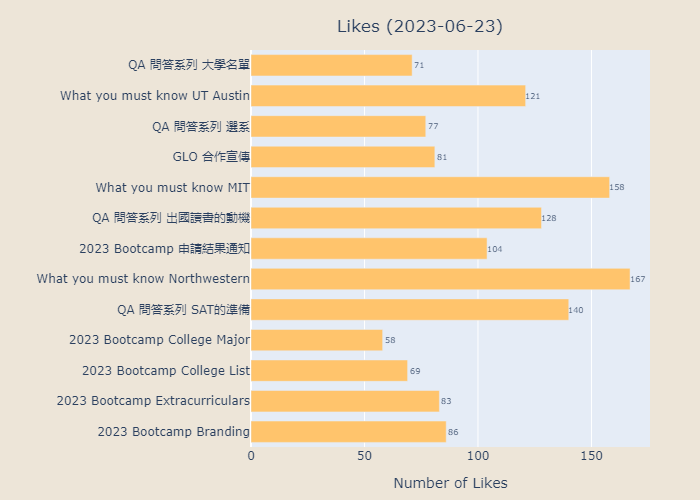 Likes (2023-06-23)
QA 問答系列 大學名單 71
What you must know UT Austin 121
QA 問答系列 選系 77
GLO 合作宣傳 81
What you must know MIT 158
QA 問答系列 出國讀書的動機 128
2023 Bootcamp 申請結果通知 104
What you must know Northwestern 167
QA 問答系列 SAT的準備 140
2023 Bootcamp College Major 58
2023 Bootcamp College List 69
2023 Bootcamp Extracurriculars 83
2023 Bootcamp Branding 86
0 50 100 150
Number of Likes